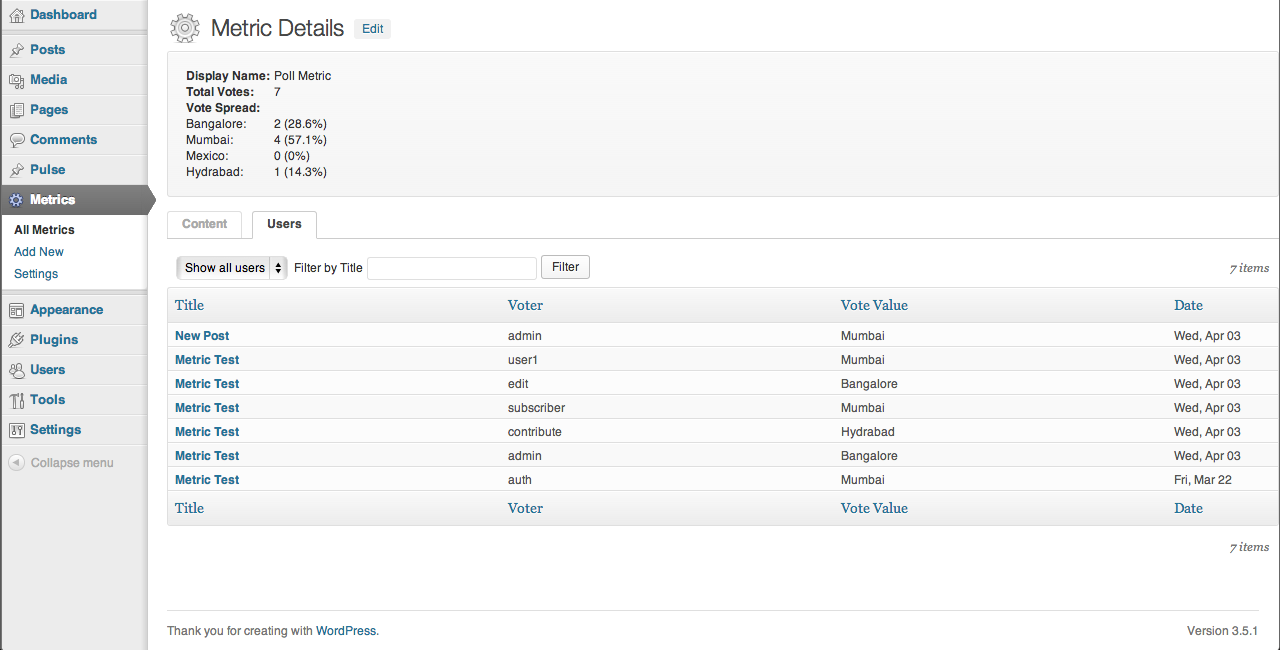 Dashboard
Posts
Media
Pages
Comments
Pulse
Metrics
All Metrics
Add New
Settings
Appearance
Plugins
Users
Tools
Settings
Collapse menu
Metric Details Edit
Display Name: Poll Metric
Total Votes: 7
Vote Spread:
Bangalore: 2 (28.6%)
Mumbai: 4 (57.1%)
Mexico: 0 (0%)
Hydrabad: 1 (14.3%)
Content Users
Show all users Filter by Title Filter 7 items
Title Voter Vote Value Date
New Post admin Mumbai Wed, Apr 03
Metric Test user1 Mumbai Wed, Apr 03
Metric Test edit Bangalore Wed, Apr 03
Metric Test subscriber Mumbai Wed, Apr 03
Metric Test contribute Hydrabad Wed, Apr 03
Metric Test admin Bangalore Wed, Apr 03
Metric Test auth Mumbai Fri, Mar 22
Title Voter Vote Value Date
7 items
Thank you for creating with WordPress. Version 3.5.1